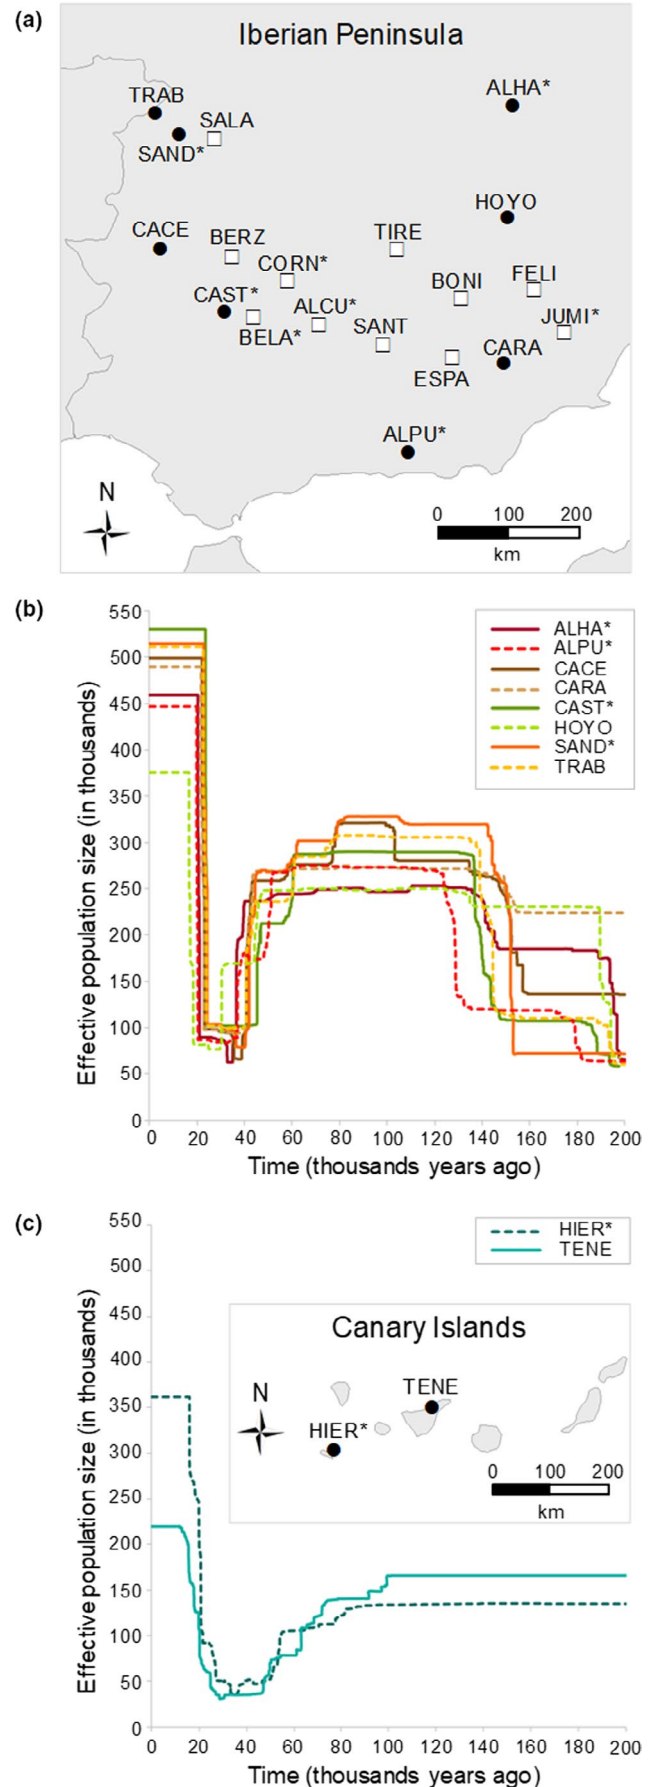 (a)
Iberian Peninsula
TRAB
ALHA*
SALA
SAND*
HOYO
CACE
BERZ
TIRE
CORN*
BONI
FELI
CAST*
ALCU*
JUMI*
BELA*
SANT
CARA
ESPA
ALPU*
N
0 100 200
km
(b)
Effective population size (in thousands)
550
500
450
400
350
300
250
200
150
100
50
0
ALHA*
ALPU*
CACE
CARA
CAST*
HOYO
SAND*
TRAB
0 20 40 60 80 100 120 140 160 180 200
Time (thousands years ago)
(c)
Effective population size (in thousands)
550
500
450
400
350
300
250
200
150
100
50
0
HIER*
TENE
Canary Islands
N
TENE
HIER*
0 100 200
km
0 20 40 60 80 100 120 140 160 180 200
Time (thousands years ago)